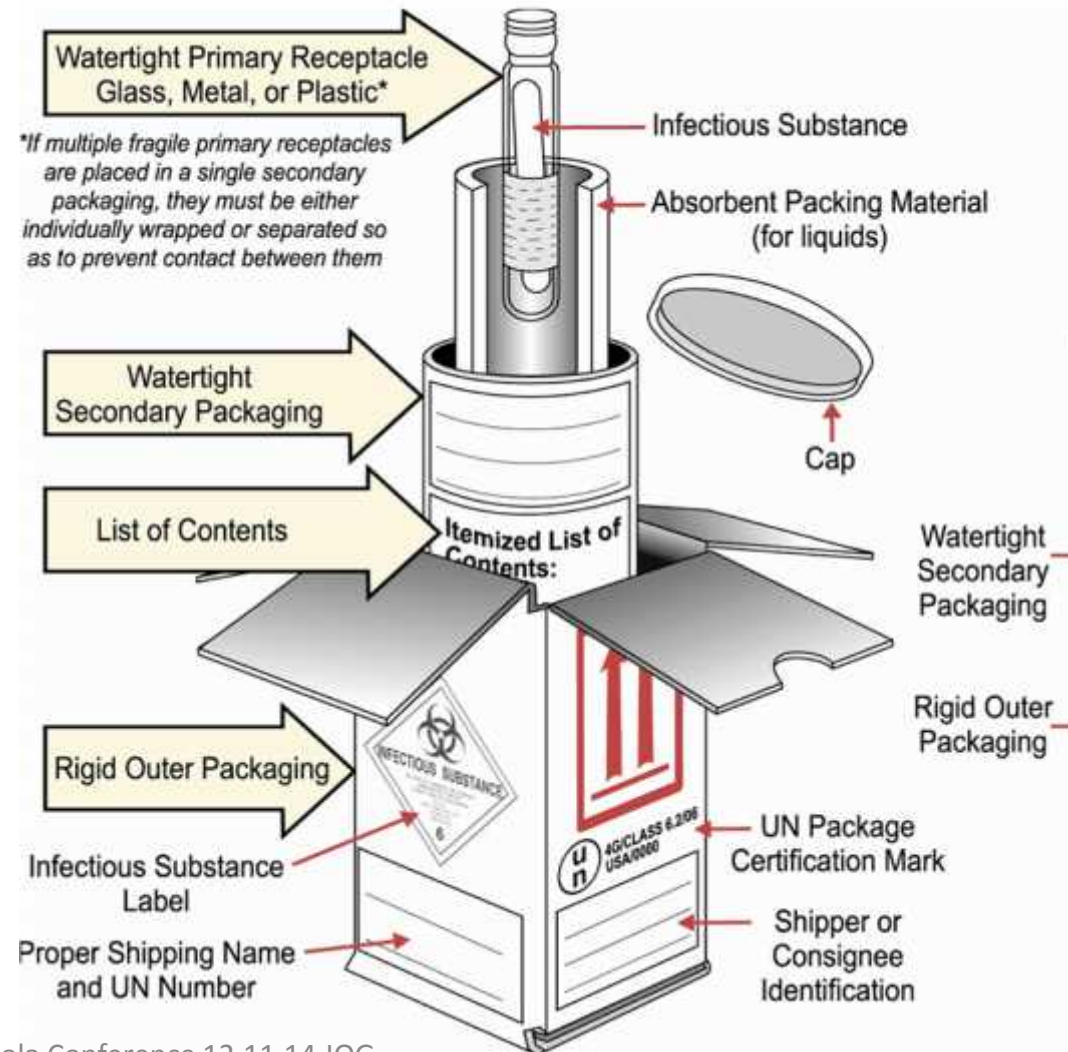 Watertight Primary Receptacle
Glass, Metal, or Plastic*
*If multiple fragile primary receptacles
are placed in a single secondary
packaging, they must be either
individually wrapped or separated so
as to prevent contact between them
Infectious Substance
Absorbent Packing Material
(for liquids)
Cap
Watertight
Secondary Packaging
List of Contents
Itemized List of
Contents:
Watertight
Secondary
Packaging
Rigid Outer
Packaging
Rigid Outer Packaging
INFECTIOUS SUBSTANCE
6
4G/CLASS 6.2/06
USA/0000
u
n
UN Package
Certification Mark
Infectious Substance
Label
Shipper or
Consignee
Identification
Proper Shipping Name
and UN Number